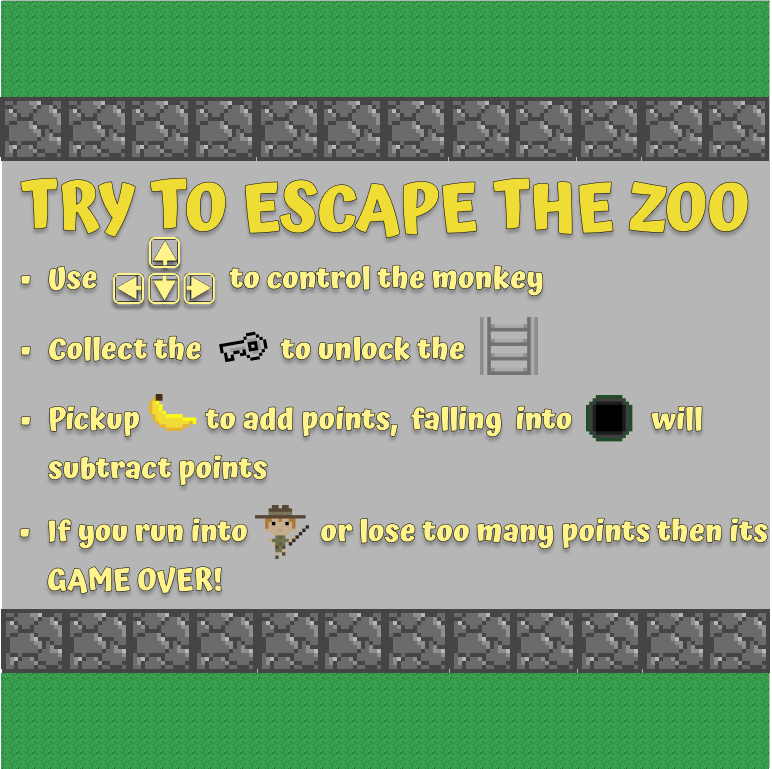 TRY TO ESCAPE THE ZOO
▪ Use to control the monkey
▪ Collect the to unlock the
▪ Pickup to add points, falling into will
subtract points
▪ If you run into or lose too many points then its
GAME OVER!